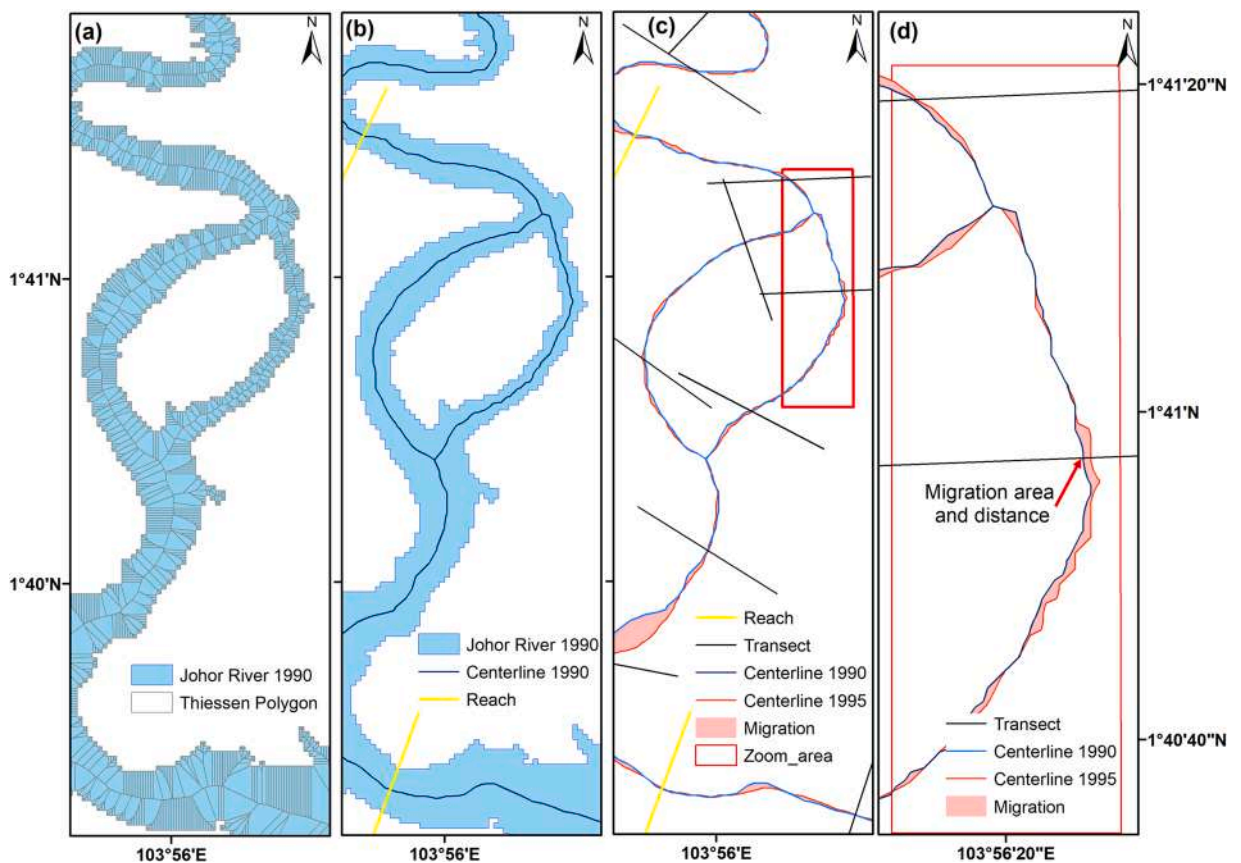 (a)
N
(b)
N
(c)
N
(d)
N
1°41'20"N
1°41'N
1°41'N
Migration area
and distance
1°40'N
Reach
Johor River 1990
Transect
Johor River 1990
Centerline 1990
Centerline 1990
Thiessen Polygon
Reach
Centerline 1995
Migration
Zoom_area
Transect
Centerline 1990
Centerline 1995
Migration
1°40'40"N
103°56'E
103°56'E
103°56'E
103°56'20"E